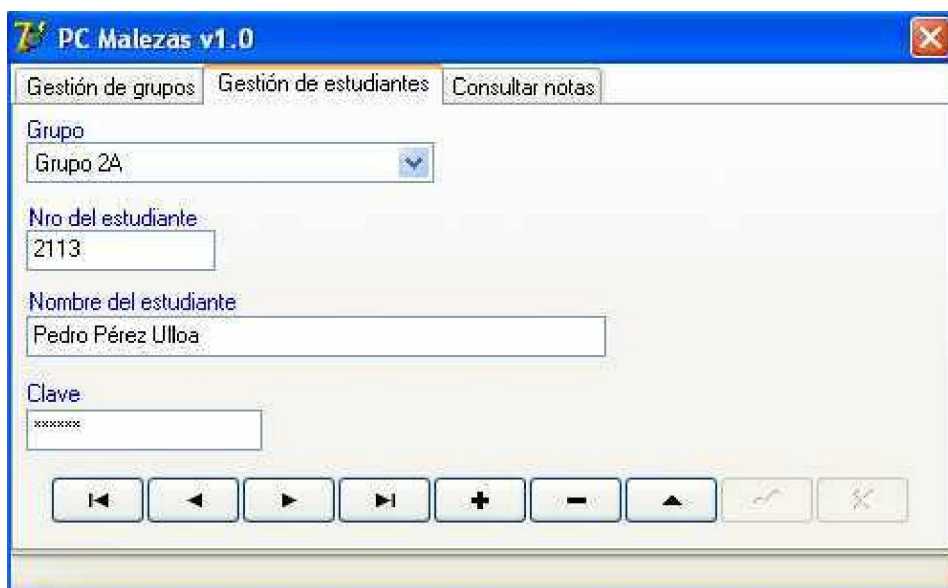 PC Malezas v1.0
Gestión de grupos Gestión de estudiantes Consultar notas
Grupo
Grupo 2A
Nro del estudiante
2113
Nombre del estudiante
Pedro Pérez Ulloa
Clave
******